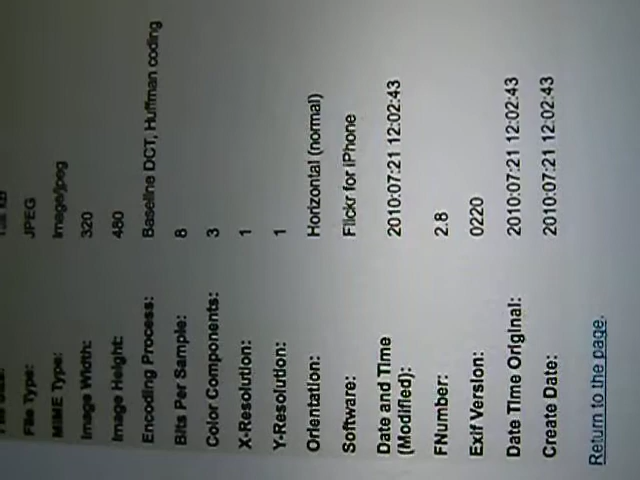 File Type: JPEG
MIME Type: image/jpeg
Image Width: 320
Image Height: 480
Encoding Process: Baseline DCT, Huffman coding
Bits Per Sample: 8
Color Components: 3
X-Resolution: 1
Y-Resolution: 1
Orientation: Horizontal (normal)
Software: Flickr for iPhone
Date and Time
(Modified): 2010:07:21 12:02:43
FNumber: 2.8
Exif Version: 0220
Date Time Original: 2010:07:21 12:02:43
Create Date: 2010:07:21 12:02:43
Return to the page.